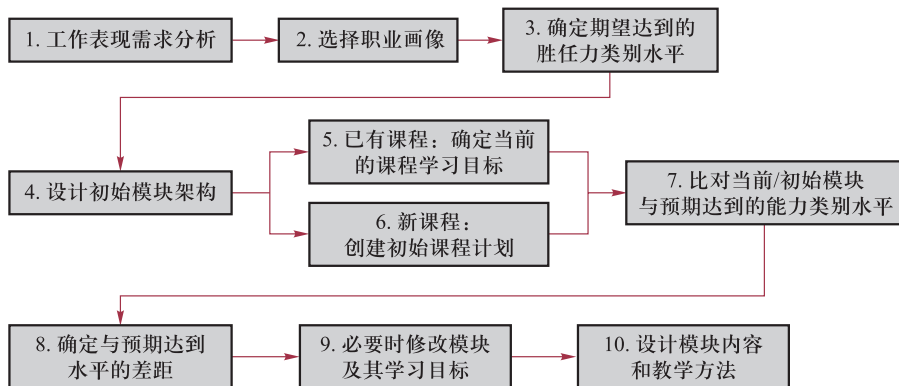 1. 工作表现需求分析
2. 选择职业画像
3. 确定期望达到的
胜任力类别水平
4. 设计初始模块架构
5. 已有课程：确定当前
的课程学习目标
6. 新课程：
创建初始课程计划
7. 比对当前/初始模块
与预期达到的能力类别水平
8. 确定与预期达到
水平的差距
9. 必要时修改模块
及其学习目标
10. 设计模块内容
和教学方法